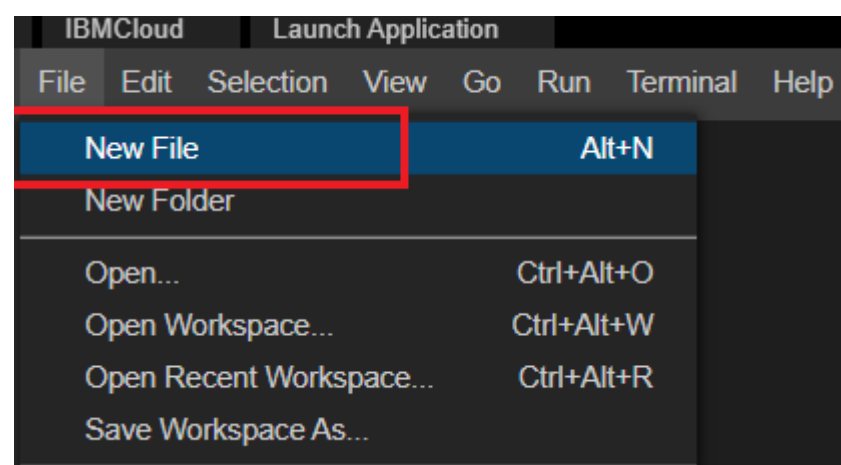 IBMCloud Launch Application
File Edit Selection View Go Run Terminal Help
New File Alt+N
New Folder
Open... Ctrl+Alt+O
Open Workspace... Ctrl+Alt+W
Open Recent Workspace... Ctrl+Alt+R
Save Workspace As...